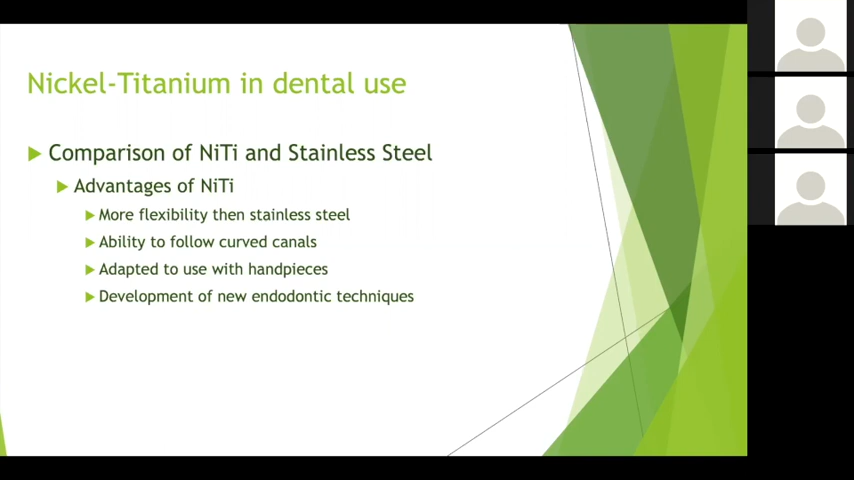 Nickel-Titanium in dental use
Comparison of NiTi and Stainless Steel
Advantages of NiTi
More flexibility then stainless steel
Ability to follow curved canals
Adapted to use with handpieces
Development of new endodontic techniques